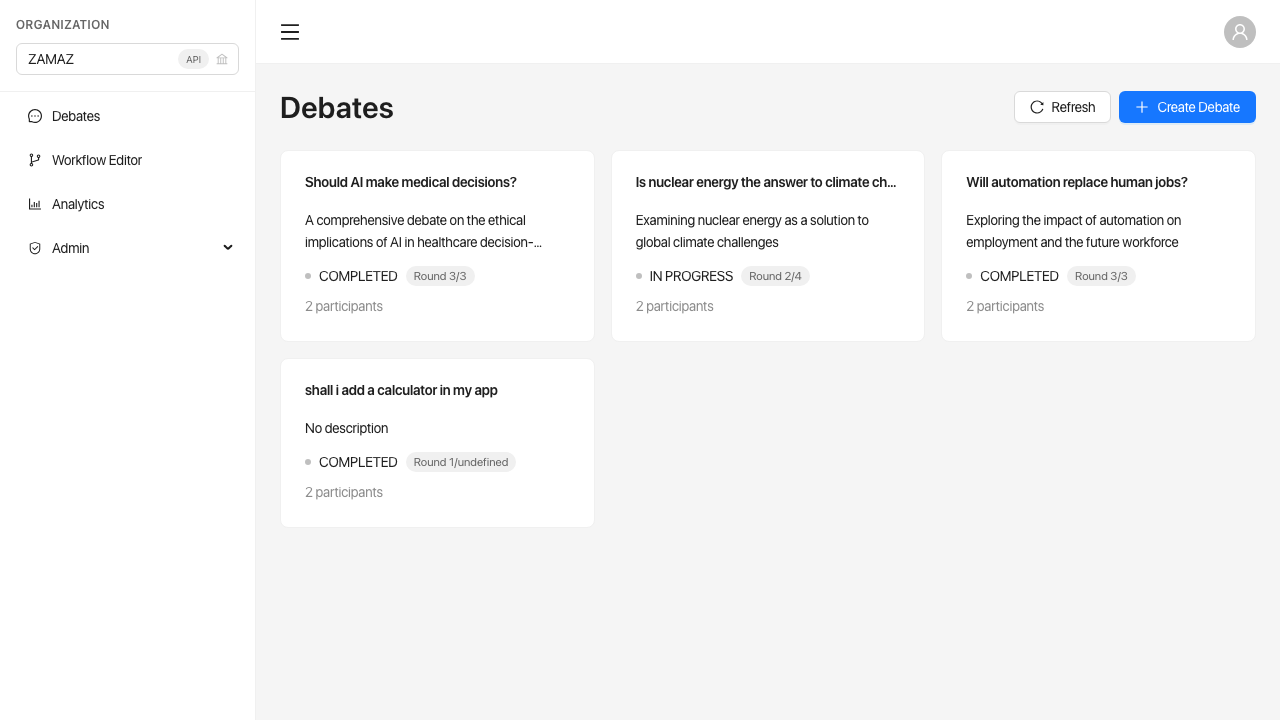 ORGANIZATION
ZAMAZ API
Debates
Workflow Editor
Analytics
Admin
Debates
Refresh
Create Debate
Should AI make medical decisions?
A comprehensive debate on the ethical
implications of AI in healthcare decision-...
COMPLETED Round 3/3
2 participants
Is nuclear energy the answer to climate ch...
Examining nuclear energy as a solution to
global climate challenges
IN PROGRESS Round 2/4
2 participants
Will automation replace human jobs?
Exploring the impact of automation on
employment and the future workforce
COMPLETED Round 3/3
2 participants
shall i add a calculator in my app
No description
COMPLETED Round 1/undefined
2 participants